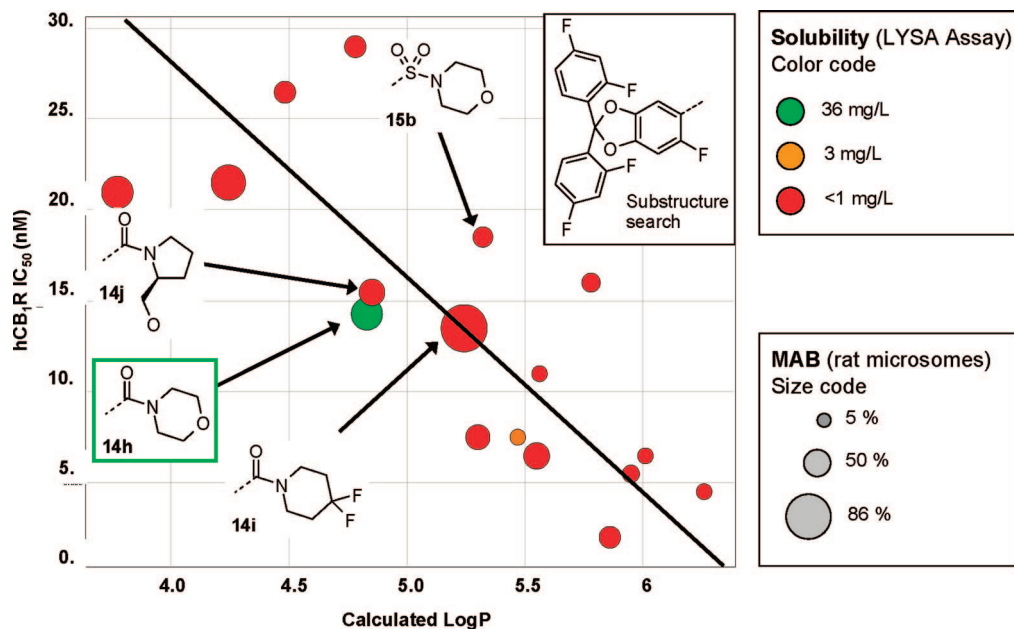 30.
25.
20.
15.
10.
5.
0.
hCB₁R IC₅₀ (nM)
4.0
4.5
5.0
5.5
6
Calculated LogP
O O
S
N
O
15b
F
F
O
O
F
F
F
Substructure
search
O
N
14j
O
O
N
O
14h
O
N
F
F
14i
Solubility (LYSA Assay)
Color code
36 mg/L
3 mg/L
<1 mg/L
MAB (rat microsomes)
Size code
5 %
50 %
86 %